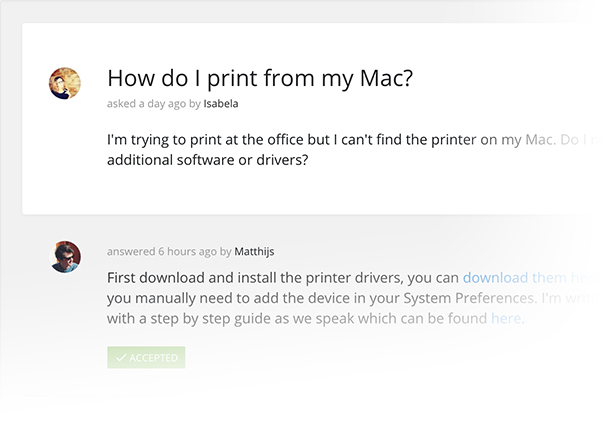 How do I print from my Mac?
asked a day ago by Isabela
I'm trying to print at the office but I can't find the printer on my Mac. Do I
additional software or drivers?
answered 6 hours ago by Matthijs
First download and install the printer drivers, you can download them
you manually need to add the device in your System Preferences. I'm
with a step by step guide as we speak which can be found here.
ACCEPTED